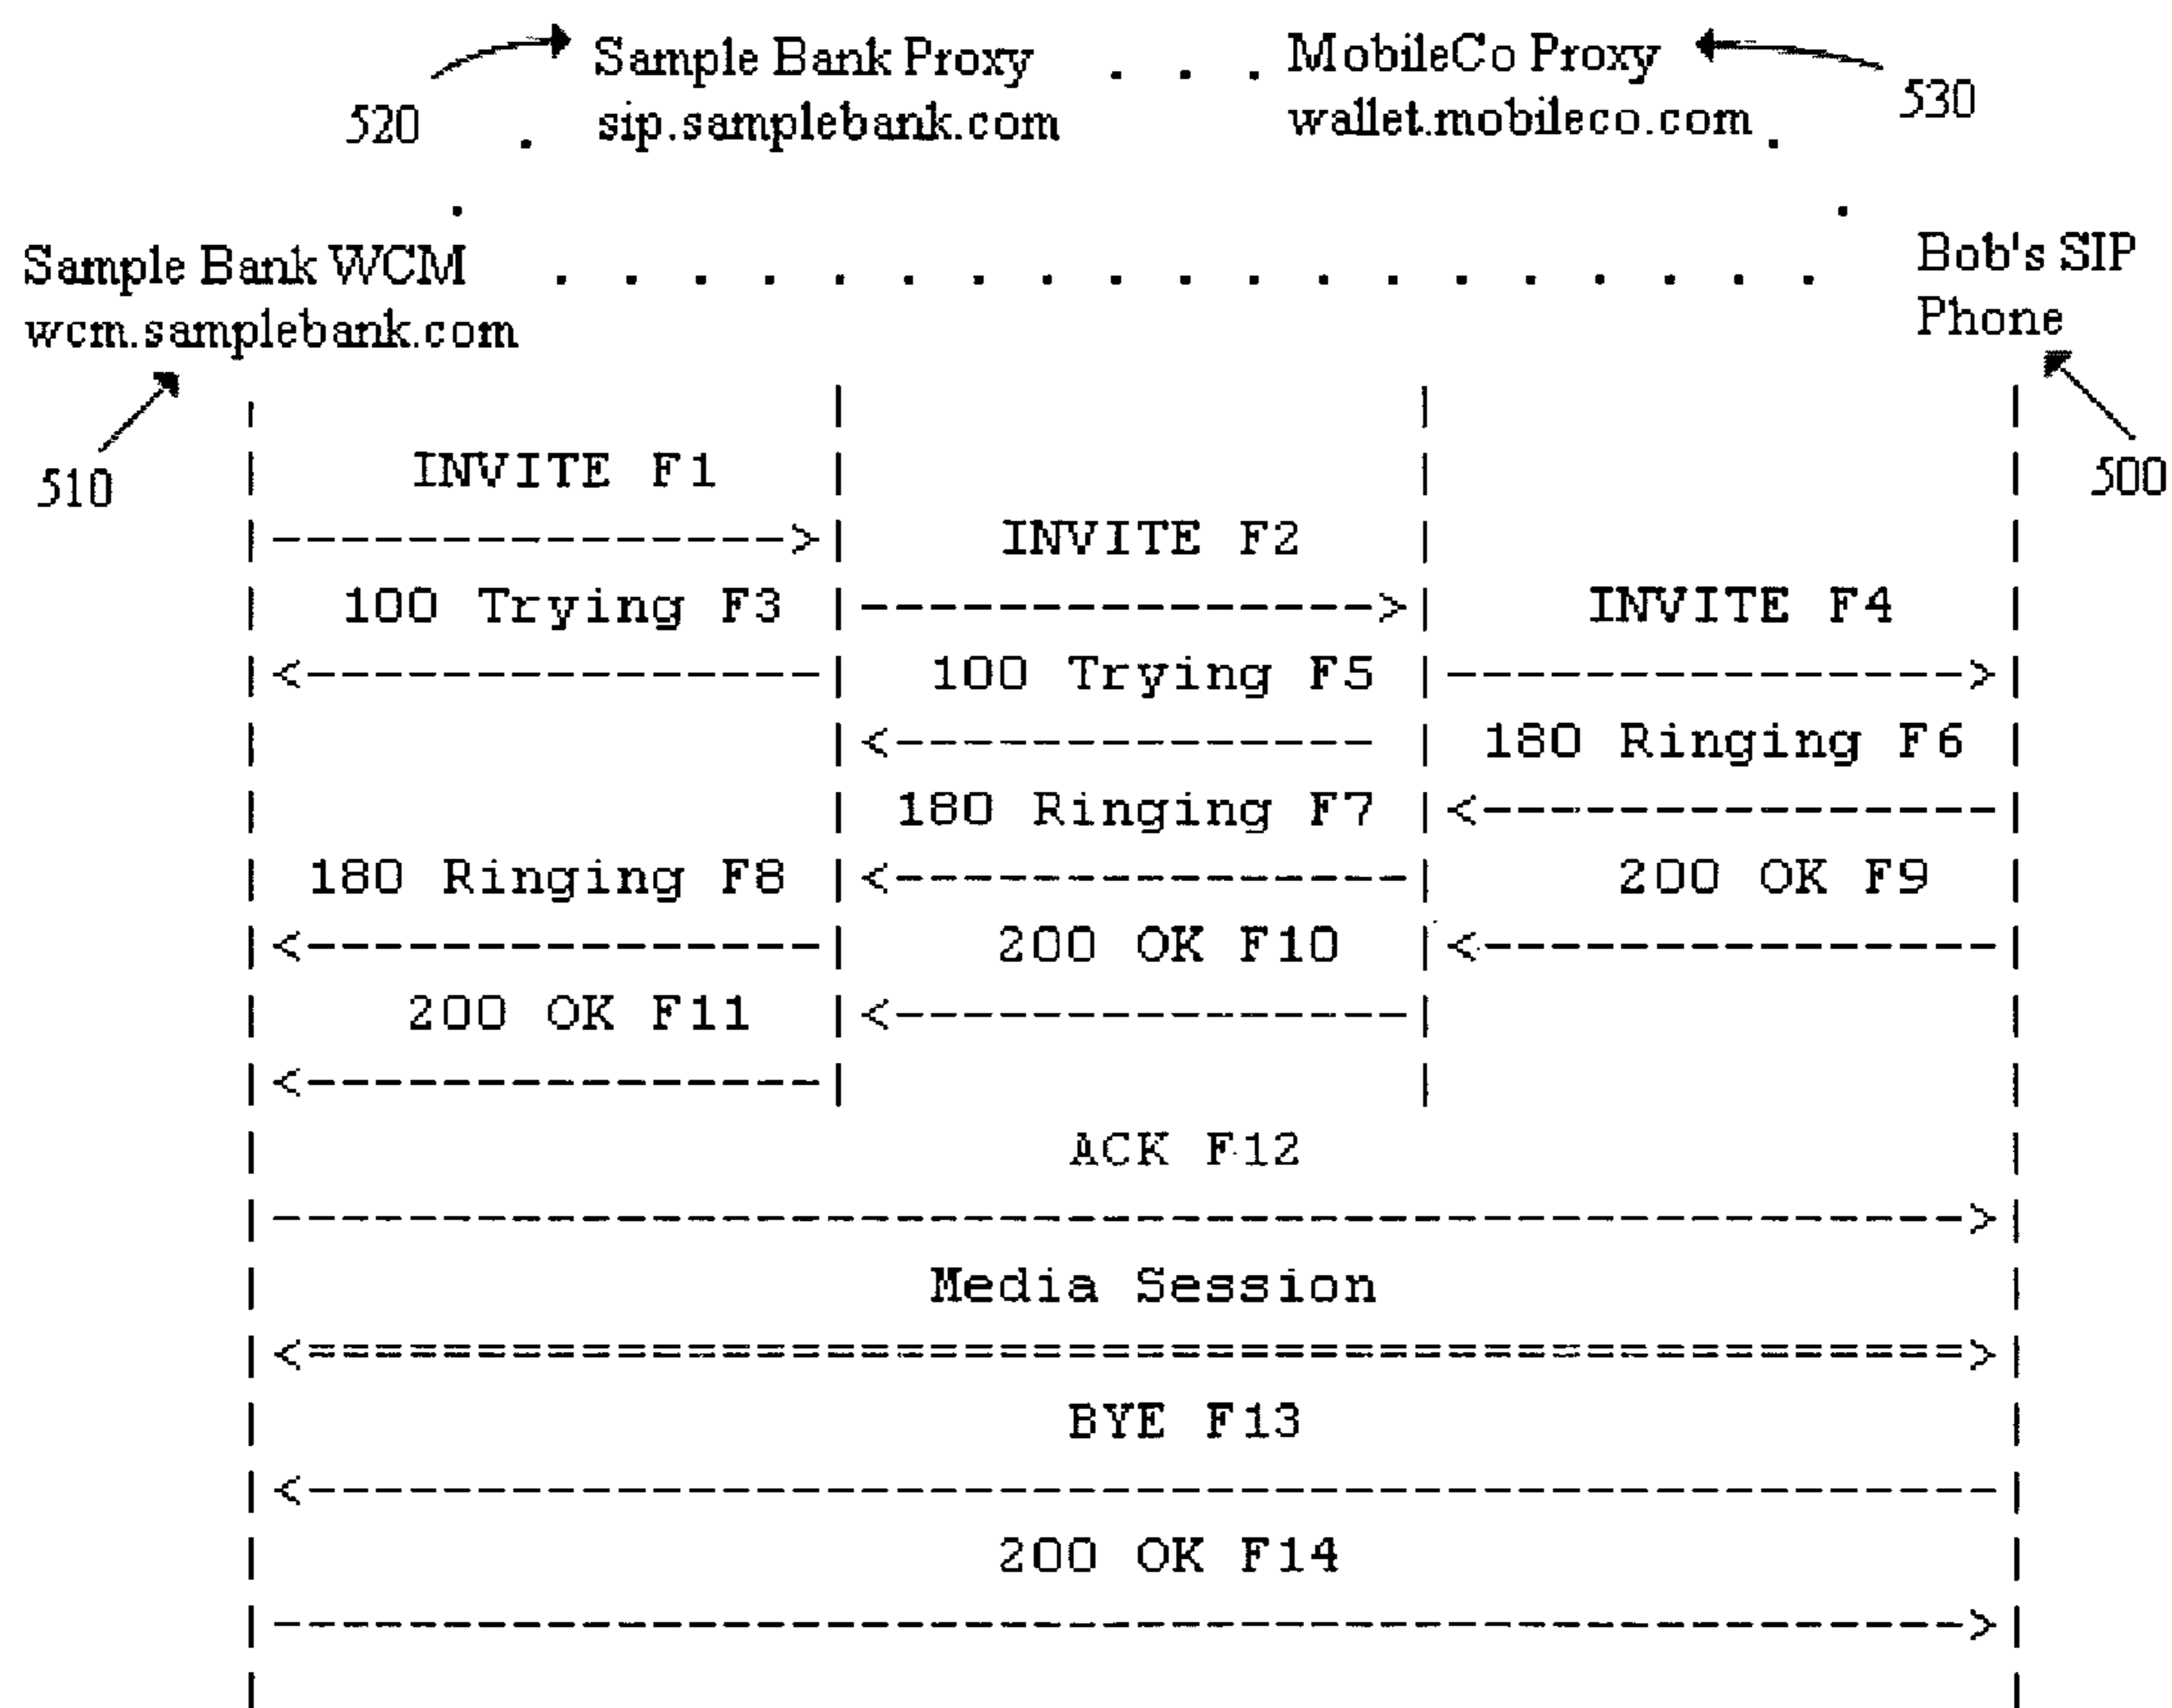 Sample Bank Proxy . . . MobileCo Proxy
520 sip.samplebank.com wallet.mobileco.com 530
Sample Bank WCM Bob's SIP
wcm.samplebank.com Phone
510 500
INVITE F1
INVITE F2
100 Trying F3 INVITE F4
100 Trying F5
180 Ringing F6
180 Ringing F7
180 Ringing F8 200 OK F9
200 OK F10
200 OK F11
ACK F12
Media Session
BYE F13
200 OK F14